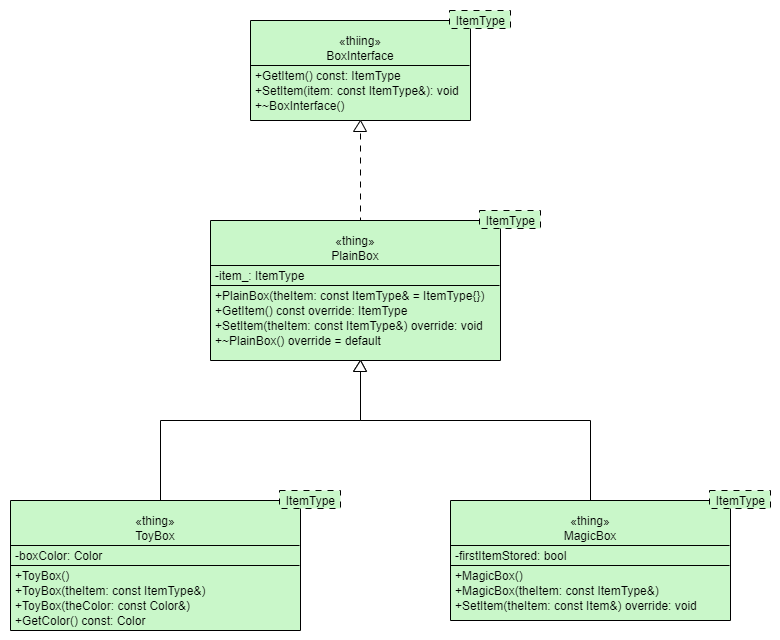 ItemType
«thiing»
BoxInterface
+GetItem() const: ItemType
+SetItem(item: const ItemType&): void
+~BoxInterface()
ItemType
«thing»
PlainBox
-item_: ItemType
+PlainBox(theItem: const ItemType& = ItemType{})
+GetItem() const override: ItemType
+SetItem(theItem: const ItemType&) override: void
+~PlainBox() override = default
ItemType
«thing»
ToyBox
-boxColor: Color
+ToyBox()
+ToyBox(theItem: const ItemType&)
+ToyBox(theColor: const Color&)
+GetColor() const: Color
ItemType
«thing»
MagicBox
-firstItemStored: bool
+MagicBox()
+MagicBox(theItem: const ItemType&)
+SetItem(theItem: const Item&) override: void